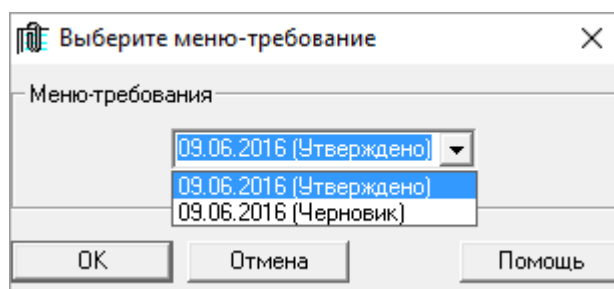 Выберите меню-требование
Меню-требования
09.06.2016 (Утверждено)
09.06.2016 (Утверждено)
09.06.2016 (Черновик)
OK Отмена Помощь